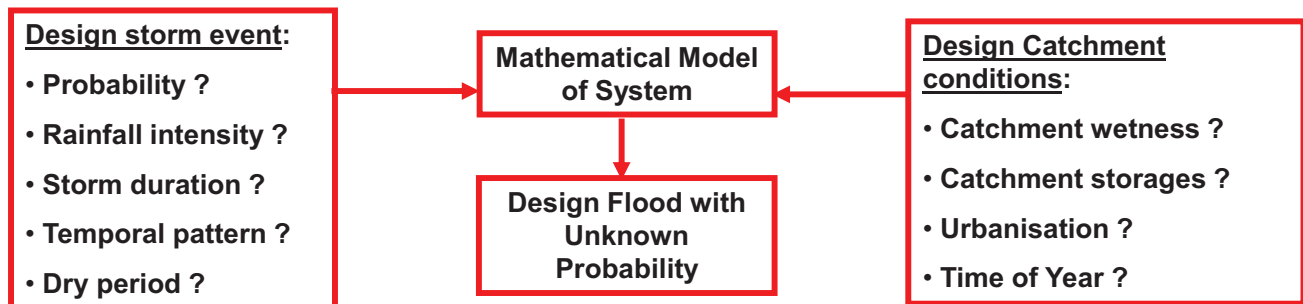 Design storm event:
• Probability ?
• Rainfall intensity ?
• Storm duration ?
• Temporal pattern ?
• Dry period ?
Mathematical Model
of System
Design Flood with
Unknown
Probability
Design Catchment
conditions:
• Catchment wetness ?
• Catchment storages ?
• Urbanisation ?
• Time of Year ?